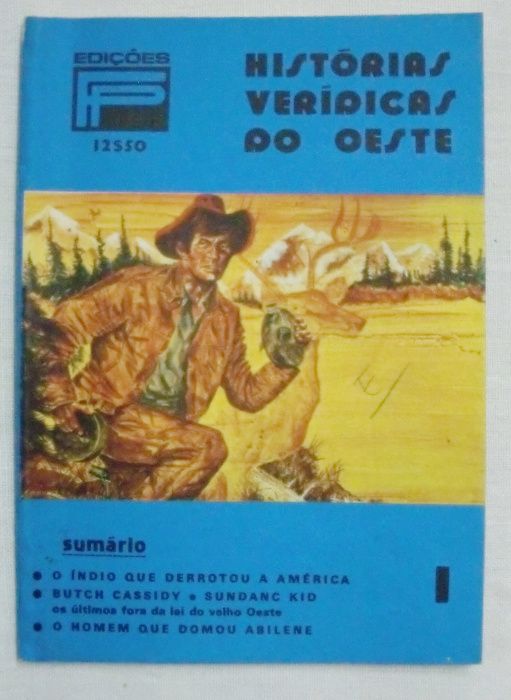 EDIÇÕES
12$50
HISTÓRIAS
VERÍDICAS
DO OESTE
sumário
• O ÍNDIO QUE DERROTOU A AMÉRICA
• BUTCH CASSIDY e SUNDANC KID
os últimos fora da lei do velho Oeste
• O HOMEM QUE DOMOU ABILENE
1